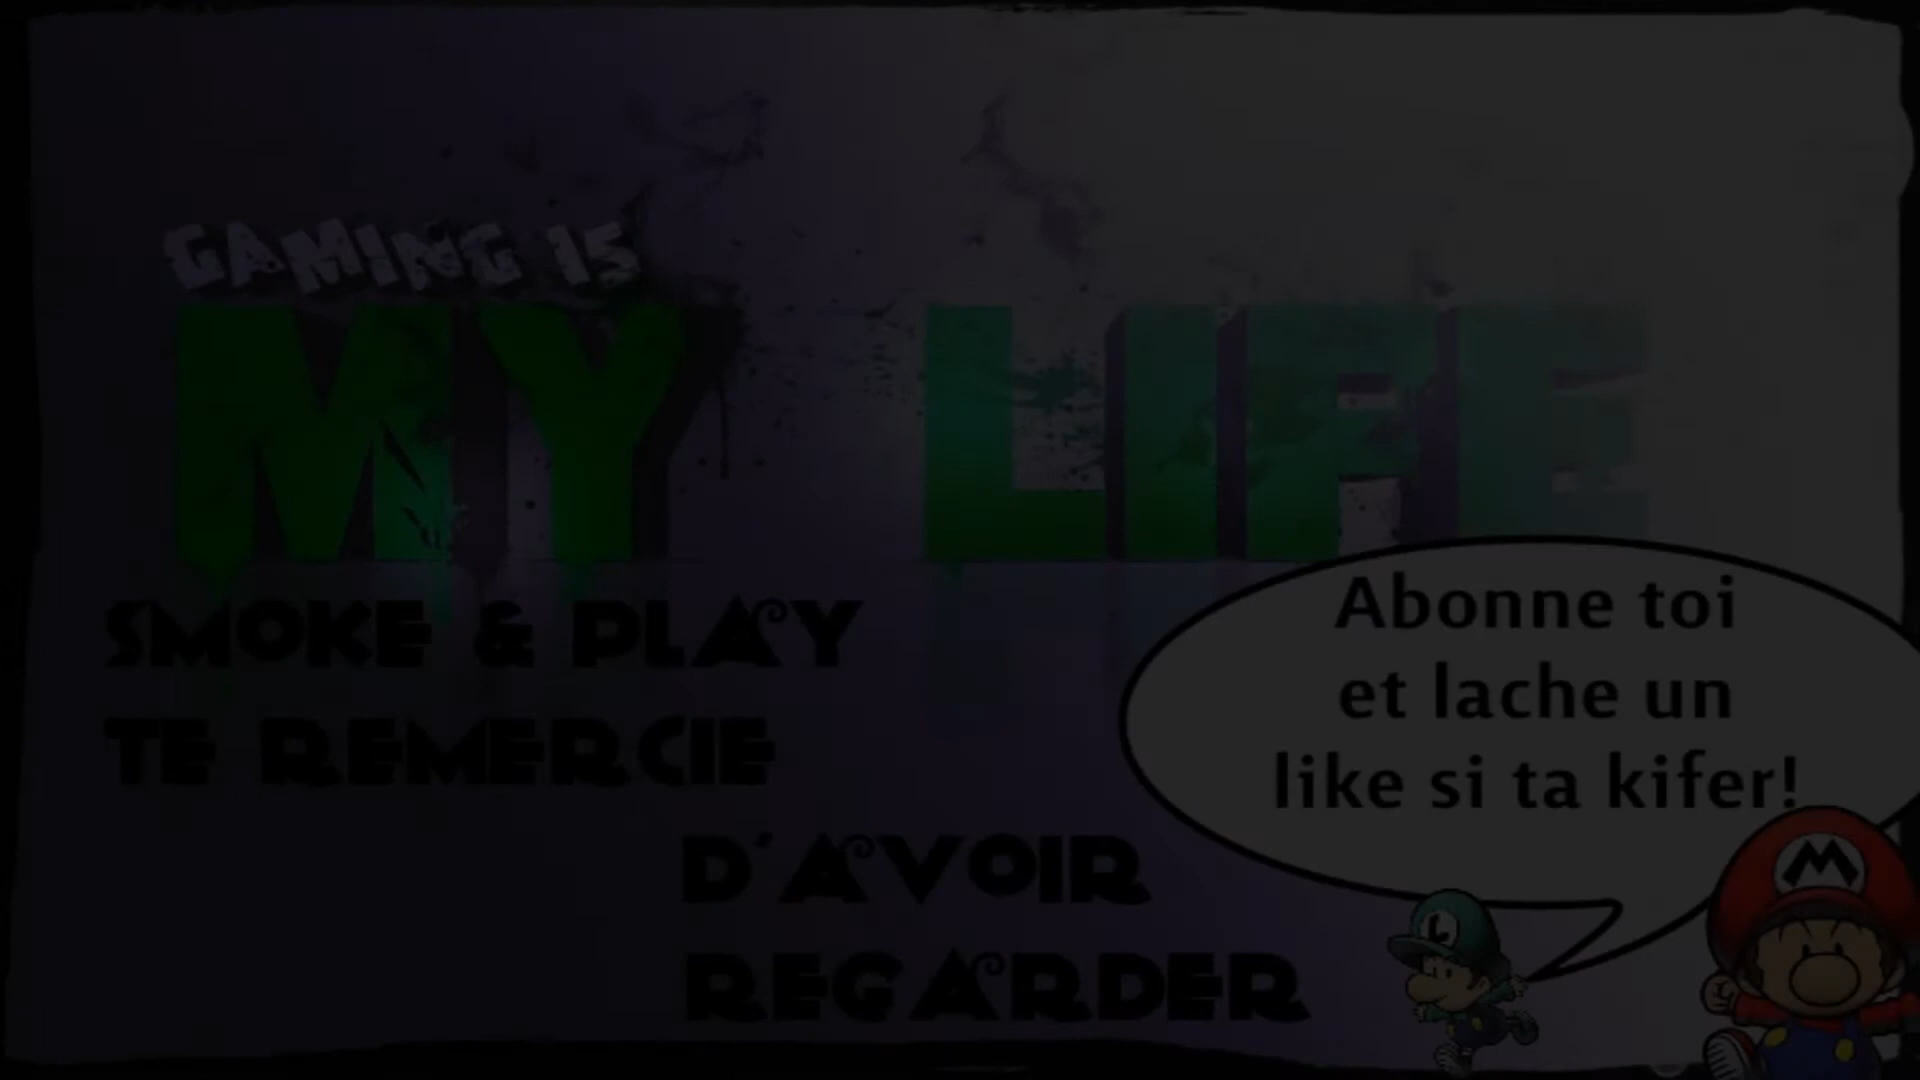 GAMING IS
MY LIFE
SMOKE & PLAY
TE REMERCIE
D'AVOIR
REGARDER
Abonne toi
et lache un
like si ta kifer!
L
M